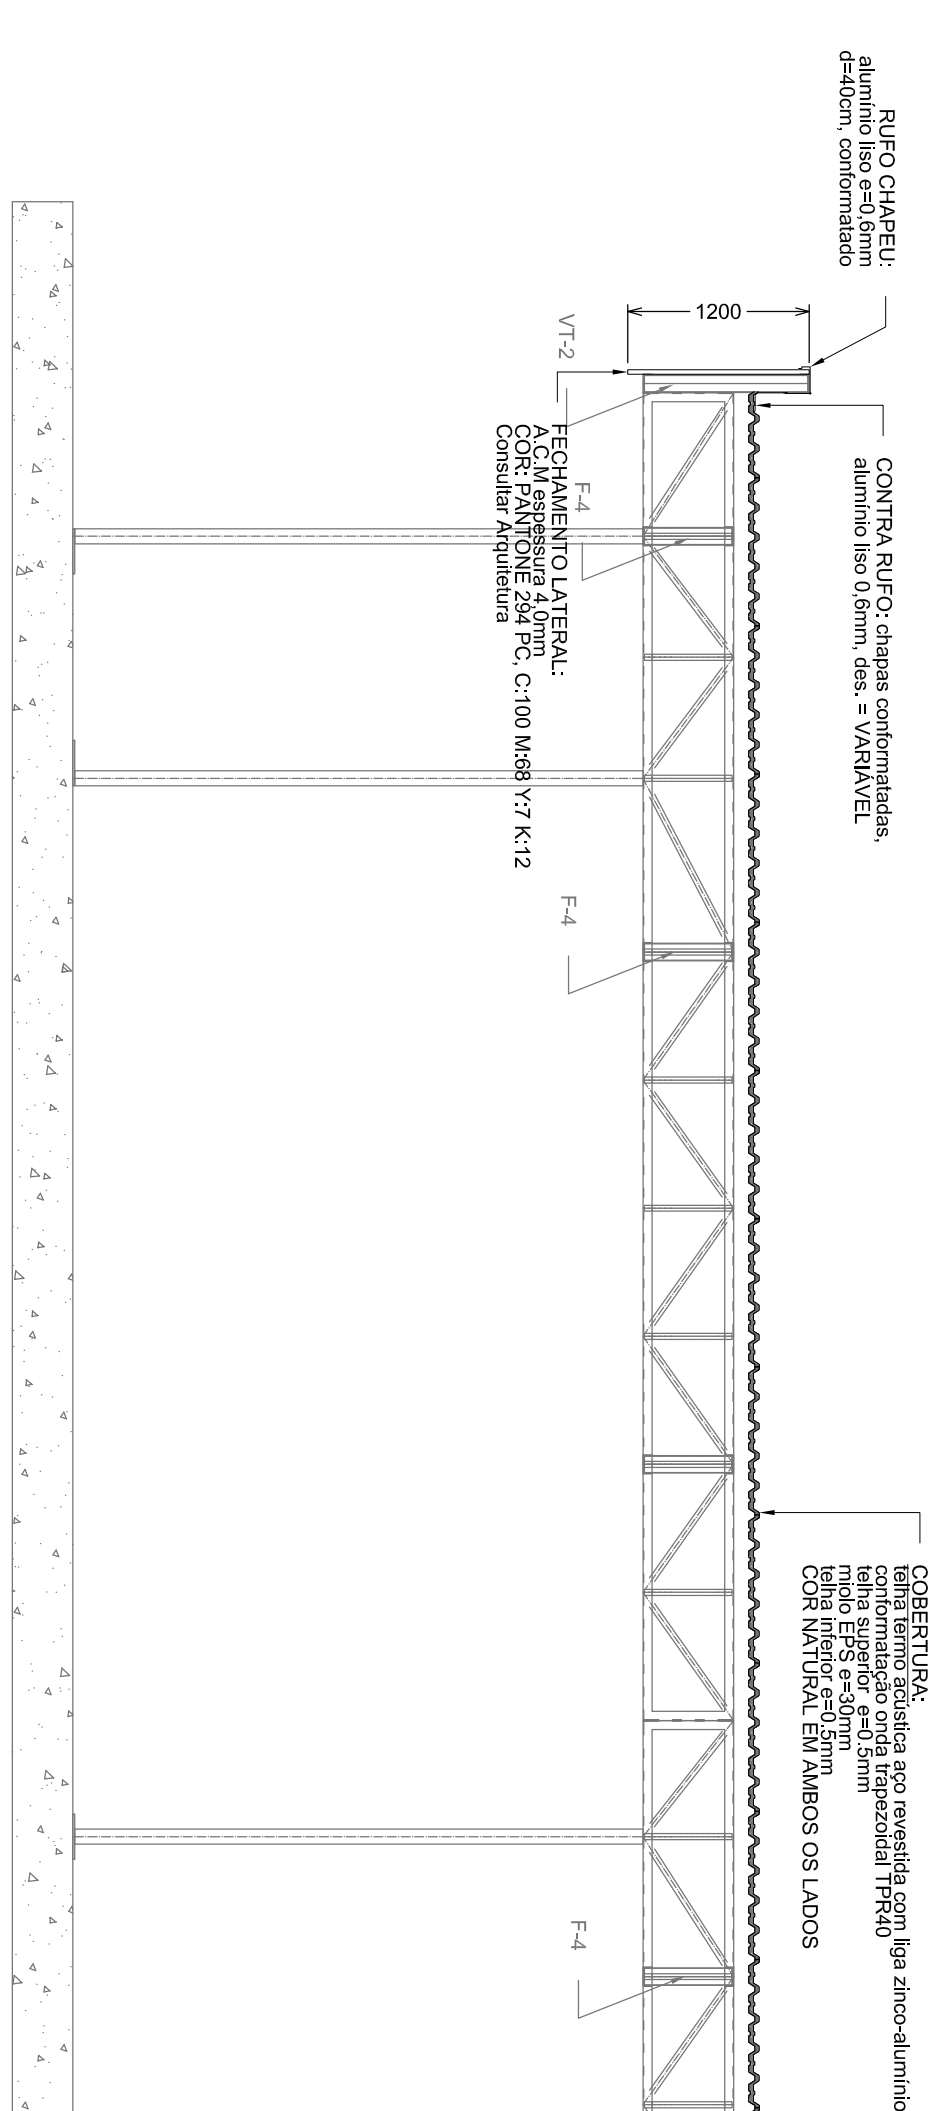 RUFO CHAPEU:
alumínio liso e=0,6mm
d=40cm, conformatado
1200
VT-2
CONTRA RUFO: chapas conformatadas,
alumínio liso 0,6mm, des. = VARIÁVEL
FECHAMENTO LATERAL:
A.C.M espessura 4,0mm
COR: PANTONE 294 PC, C:100 M:68 Y:7 K:12
Consultar Arquitetura
F-4
F-4
COBERTURA:
telha termo acústica aço revestida com liga zinco-alumínio
conformatação onda trapezoidal TPR40
telha superior e=0.5mm
miolo EPS e=30mm
telha inferior e=0.5mm
COR NATURAL EM AMBOS OS LADOS
F-4